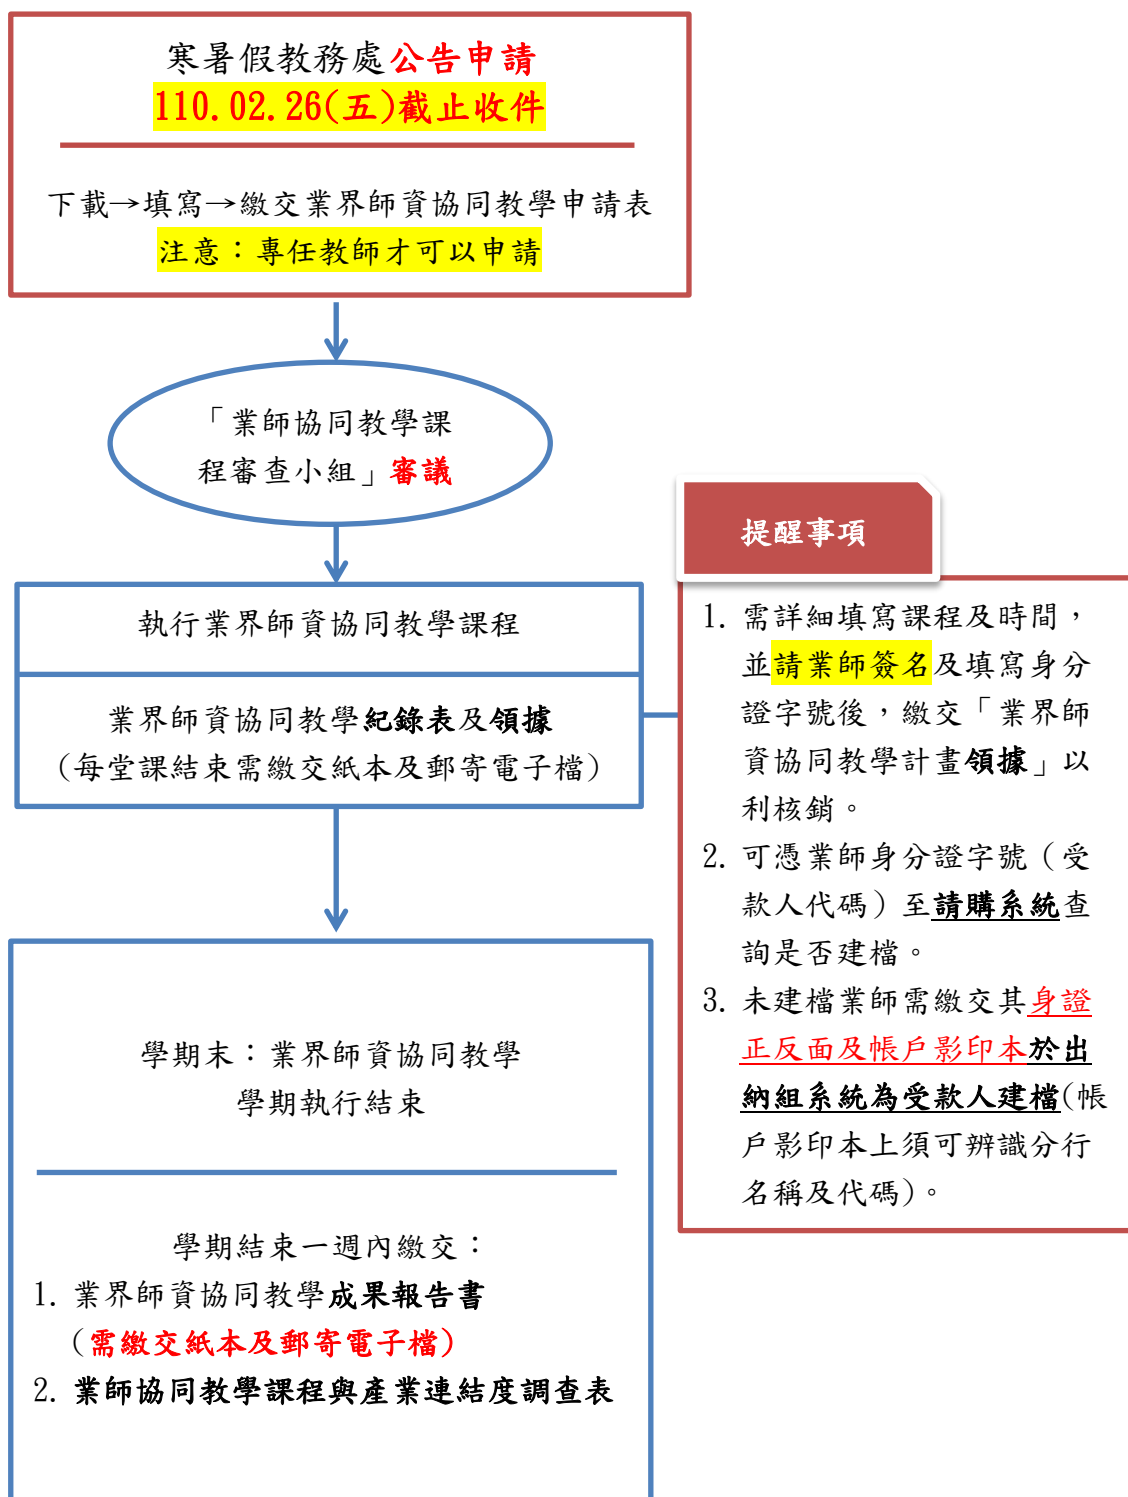 寒暑假教務處公告申請
110.02.26(五)截止收件
下載→填寫→繳交業界師資協同教學申請表
注意：專任教師才可以申請
「業師協同教學課
程審查小組」審議
執行業界師資協同教學課程
業界師資協同教學紀錄表及領據
(每堂課結束需繳交紙本及郵寄電子檔)
提醒事項
1. 需詳細填寫課程及時間，
並請業師簽名及填寫身分
證字號後，繳交「業界師
資協同教學計畫領據」以
利核銷。
2. 可憑業師身分證字號（受
款人代碼）至請購系統查
詢是否建檔。
3. 未建檔業師需繳交其身證
正反面及帳戶影印本於出
納組系統為受款人建檔(帳
戶影印本上須可辨識分行
名稱及代碼)。
學期末：業界師資協同教學
學期執行結束
學期結束一週內繳交：
1. 業界師資協同教學成果報告書
(需繳交紙本及郵寄電子檔)
2. 業師協同教學課程與產業連結度調查表